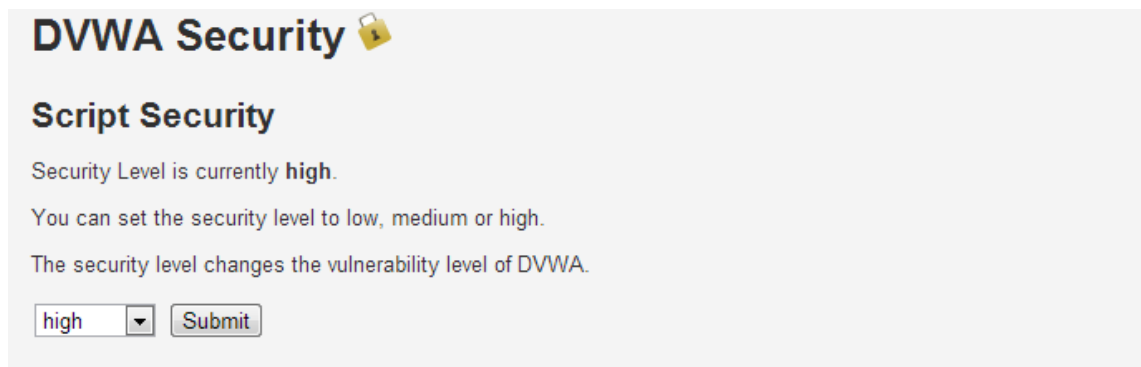 DVWA Security
Script Security
Security Level is currently high.
You can set the security level to low, medium or high.
The security level changes the vulnerability level of DVWA.
high Submit